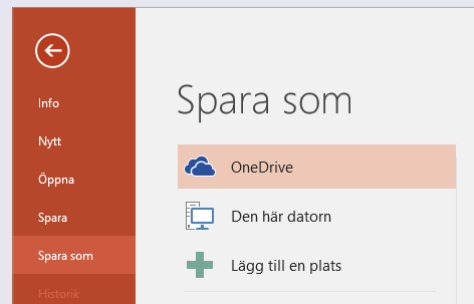 Info
Nytt
Öppna
Spara
Spara som
Historik
Spara som
OneDrive
Den här datorn
Lägg till en plats